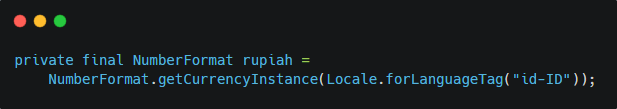 private final NumberFormat rupiah =
    NumberFormat.getCurrencyInstance(Locale.forLanguageTag("id-ID"));